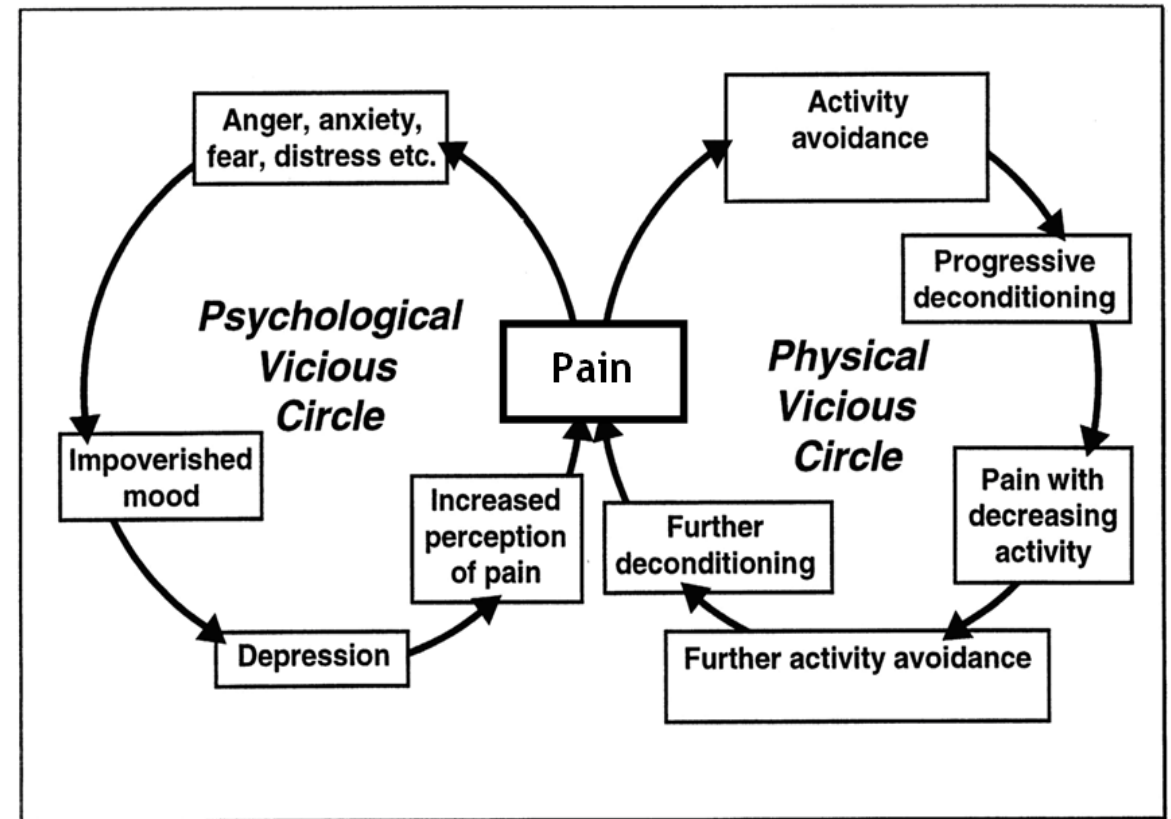 Anger, anxiety,
fear, distress etc.
Activity
avoidance
Progressive
deconditioning
Psychological
Vicious
Circle
Pain
Physical
Vicious
Circle
Impoverished
mood
Increased
perception
of pain
Further
deconditioning
Pain with
decreasing
activity
Depression
Further activity avoidance